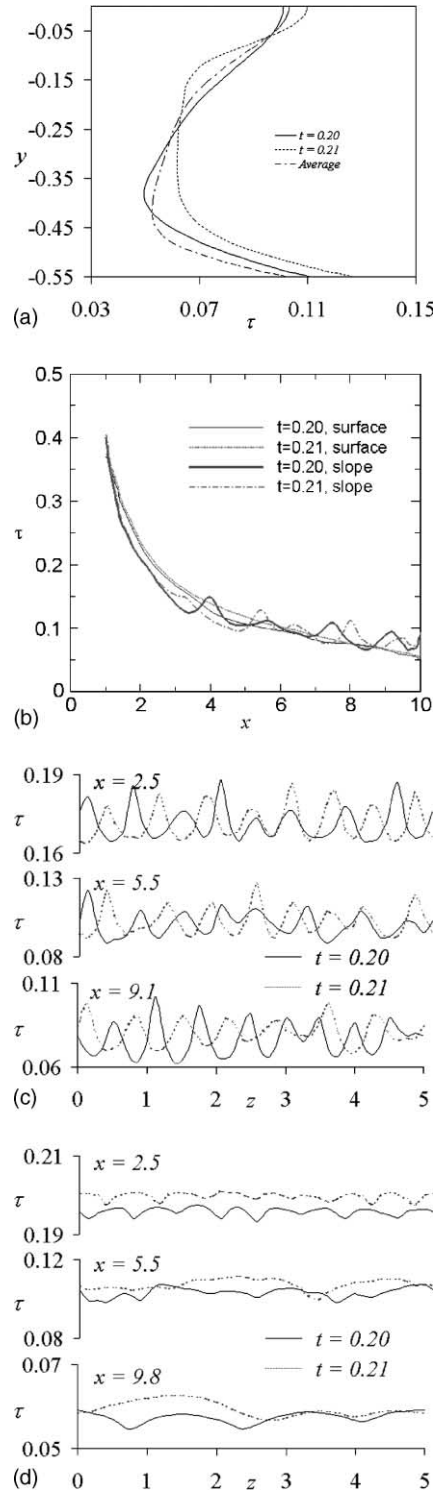 0
-0.05
-0.15
-0.25
y
-0.35
-0.45
-0.55
t = 0.20
t = 0.21
Average
0.03 0.07 0.11 0.15
τ
(a)
0.5
0.4
0.3
τ
0.2
0.1
0
t=0.20, surface
t=0.21, surface
t=0.20, slope
t=0.21, slope
0 2 4 6 8 10
x
(b)
0.19
x = 2.5
τ
0.16
0.13
x = 5.5
τ
0.08
t = 0.20
t = 0.21
0.11
x = 9.1
τ
0.06
0 1 2 z 3 4 5
(c)
0.21
x = 2.5
τ
0.19
0.12
x = 5.5
τ
0.08
t = 0.20
t = 0.21
0.07
x = 9.8
τ
0.05
0 1 2 z 3 4 5
(d)